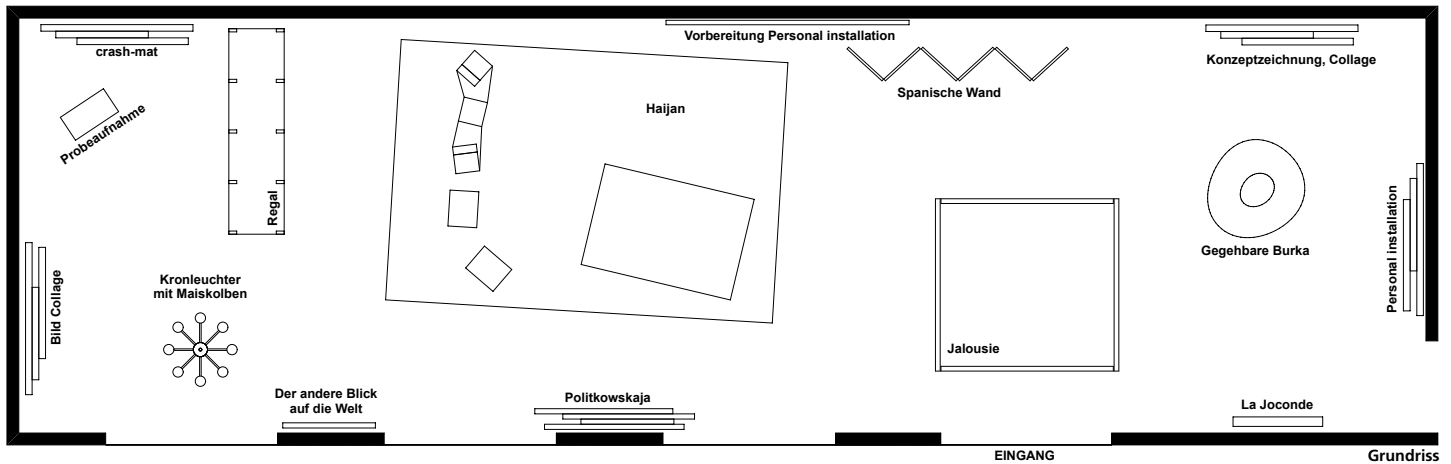 crash-mat
Vorbereitung Personal installation
Konzeptzeichnung, Collage
Spanische Wand
Haijan
Probeaufnahme
Regal
Gegehbare Burka
Personal installation
Kronleuchter
mit Maiskolben
Bild Collage
Jalousie
Der andere Blick
auf die Welt
Politkowskaja
La Joconde
EINGANG
Grundriss